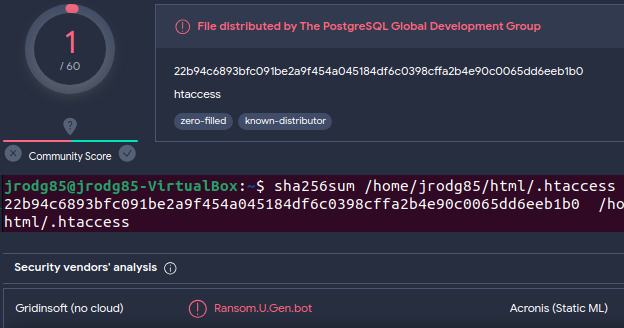 1
/ 60
Community Score
File distributed by The PostgreSQL Global Development Group
22b94c6893bfc091be2a9f454a045184df6c0398cffa2b4e90c0065dd6eeb1b0
htaccess
zero-filled known-distributor
jrodg85@jrodg85-VirtualBox:~$ sha256sum /home/jrodg85/html/.htaccess
22b94c6893bfc091be2a9f454a045184df6c0398cffa2b4e90c0065dd6eeb1b0 /ho
html/.htaccess
Security vendors' analysis
Gridinsoft (no cloud) Ransom.U.Gen.bot Acronis (Static ML)